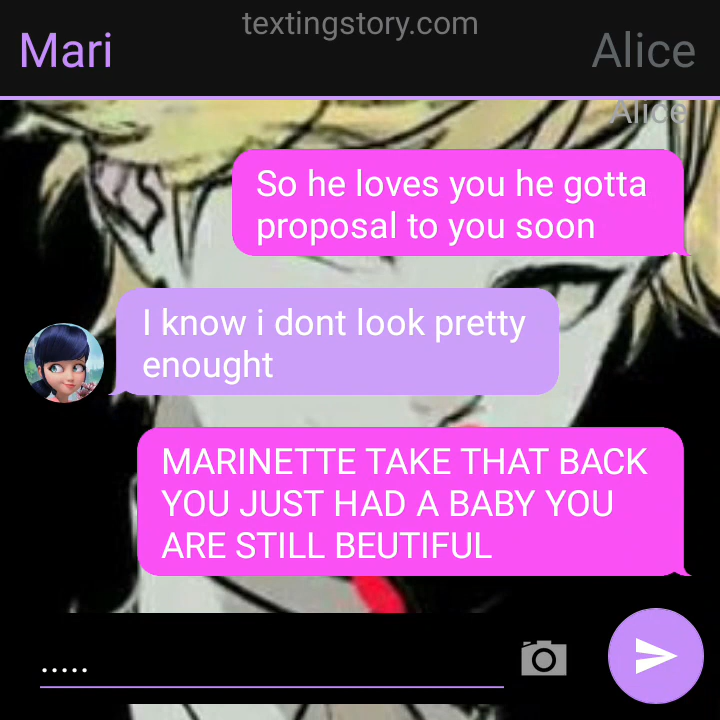 textingstory.com
Mari
Alice
Alice
So he loves you he gotta
proposal to you soon
I know i dont look pretty
enought
MARINETTE TAKE THAT BACK
YOU JUST HAD A BABY YOU
ARE STILL BEUTIFUL
.....